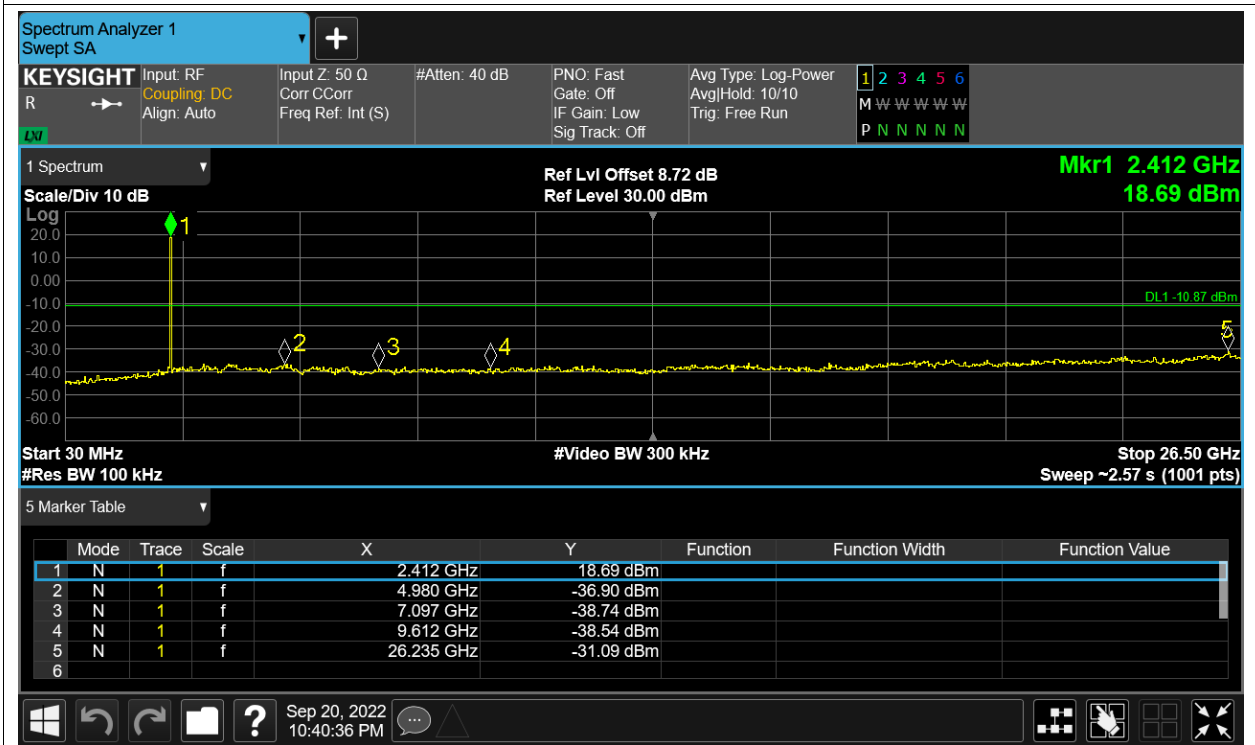 Spectrum Analyzer 1
Swept SA
+
KEYSIGHT Input: RF Input Z: 50 Ω #Atten: 40 dB PNO: Fast Avg Type: Log-Power 1 2 3 4 5 6
R Coupling: DC Corr CCorr Gate: Off Avg|Hold: 10/10 M W W W W W
Align: Auto Freq Ref: Int (S) IF Gain: Low Trig: Free Run
LXI Sig Track: Off P N N N N N
1 Spectrum Ref Lvl Offset 8.72 dB Mkr1 2.412 GHz
Scale/Div 10 dB Ref Level 30.00 dBm 18.69 dBm
Log
1
20.0
10.0
0.00
-10.0 DL1 -10.87 dBm
-20.0
2 3 4 5
-30.0
-40.0
-50.0
-60.0
Start 30 MHz #Video BW 300 kHz Stop 26.50 GHz
#Res BW 100 kHz Sweep ~2.57 s (1001 pts)
5 Marker Table
Mode Trace Scale X Y Function Function Width Function Value
1 N 1 f 2.412 GHz 18.69 dBm
2 N 1 f 4.980 GHz -36.90 dBm
3 N 1 f 7.097 GHz -38.74 dBm
4 N 1 f 9.612 GHz -38.54 dBm
5 N 1 f 26.235 GHz -31.09 dBm
6
? Sep 20, 2022
10:40:36 PM